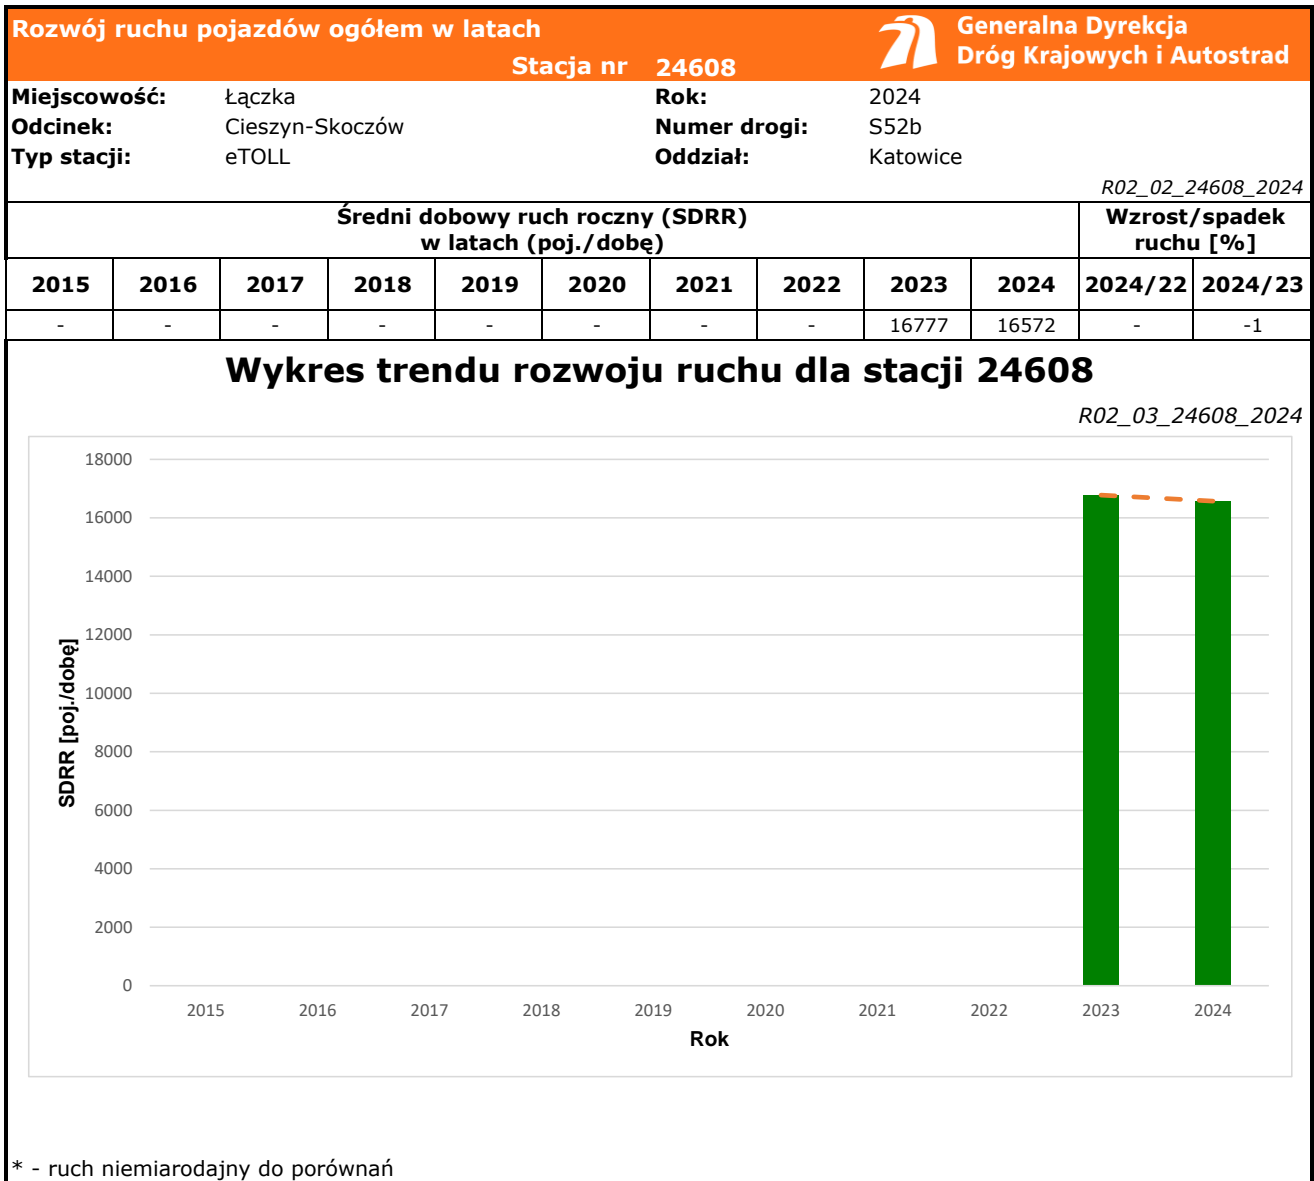 Rozwój ruchu pojazdów ogółem w latach
Generalna Dyrekcja
Dróg Krajowych i Autostrad
Stacja nr 24608
Miejscowość: Łączka Rok: 2024
Odcinek: Cieszyn-Skoczów Numer drogi: S52b
Typ stacji: eTOLL Oddział: Katowice
R02_02_24608_2024
Średni dobowy ruch roczny (SDRR)
w latach (poj./dobę)
Wzrost/spadek
ruchu [%]
2015 2016 2017 2018 2019 2020 2021 2022 2023 2024 2024/22 2024/23
- - - - - - - - 16777 16572 - -1
Wykres trendu rozwoju ruchu dla stacji 24608
R02_03_24608_2024
18000
16000
14000
12000
10000
8000
6000
4000
2000
0
SDRR [poj./dobę]
2015 2016 2017 2018 2019 2020 2021 2022 2023 2024
Rok
* - ruch niemiarodajny do porównań